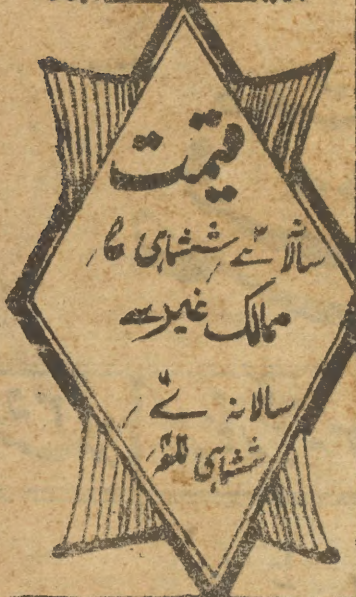 قیمت
سالانہ ششماہی
ممالک غیر سے
سالانہ
ششماہی